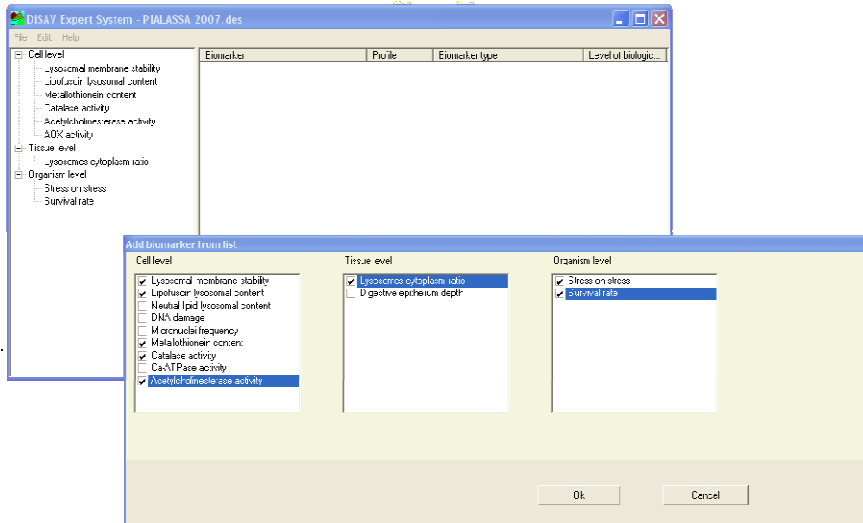 DISAV Expert System - PIALASSA 2007.des
File Edit Help
Cell level
Lysosomal membrane stability
Lipofuscin lysosomal content
Metallothionein content
Catalase activity
Acetylcholinesterase activity
AOX activity
Tissue level
Lysosomes cytoplasm ratio
Organism level
Stress on stress
Survival rate
Biomarker Profile Biomarker type Level of biologic...
Add biomarker from list
Cell level
Lysosomal membrane stability
Lipofuscin lysosomal content
Neutral lipid lysosomal content
DNA damage
Micronuclei frequency
Metallothionein content
Catalase activity
Ca-ATPase activity
Acetylcholinesterase activity
Tissue level
Lysosomes cytoplasm ratio
Digestive epithelium depth
Organism level
Stress on stress
Survival rate
Ok Cancel